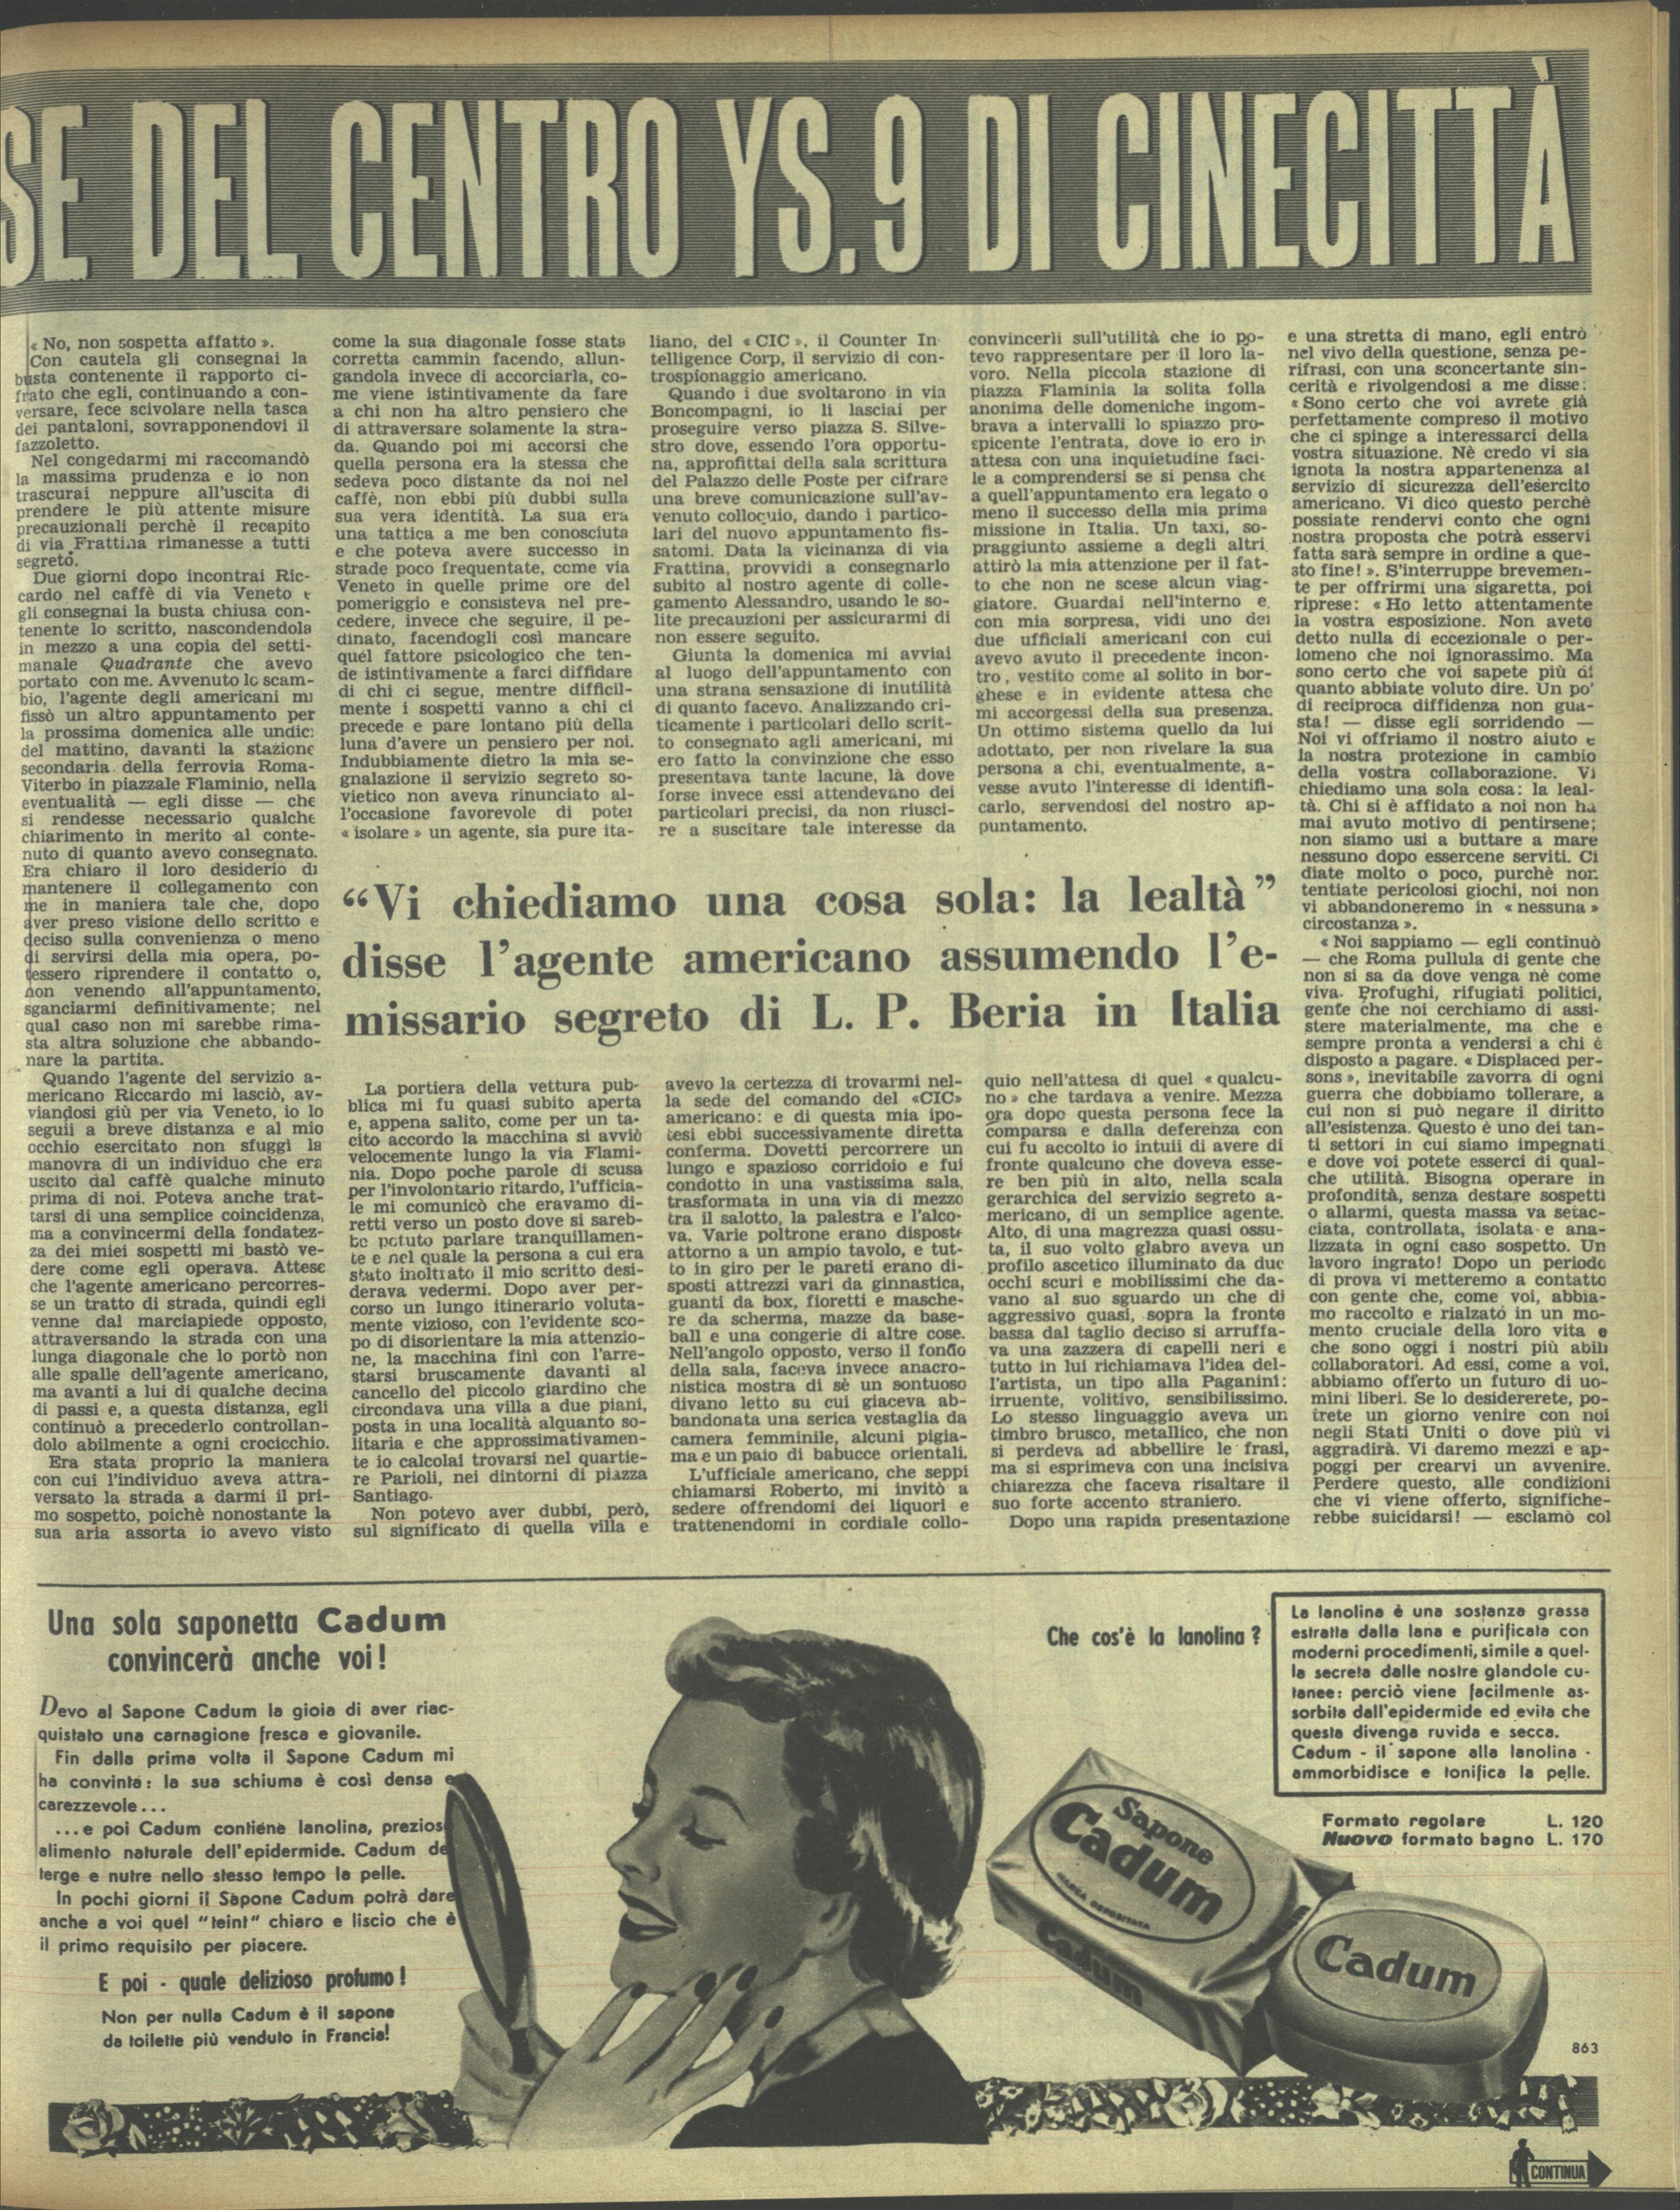 SE DEL CENTRO YS. 9 DI CINECITTÀ
« No, non sospetta affatto ».
Con cautela gli consegnai la
busta contenente il rapporto ci-
frato che egli, continuando a con-
versare, fece scivolare nella tasca
dei pantaloni, sovrapponendovi il
fazzoletto.
Nel congedarmi mi raccomandò
la massima prudenza e io non
trascurai neppure all'uscita di
prendere le più attente misure
precauzionali perchè il recapito
di via Frattina rimanesse a tutti
segreto.
Due giorni dopo incontrai Ric-
cardo nel caffè di via Veneto e
gli consegnai la busta chiusa con-
tenente lo scritto, nascondendola
in mezzo a una copia del setti-
manale Quadrante che avevo
portato con me. Avvenuto lo scam-
bio, l'agente degli americani mi
fissò un altro appuntamento per
la prossima domenica alle undici
del mattino, davanti la stazione
secondaria della ferrovia Roma-
Viterbo in piazzale Flaminio, nella
eventualità — egli disse — che
si rendesse necessario qualche
chiarimento in merito al conte-
nuto di quanto avevo consegnato.
Era chiaro il loro desiderio di
mantenere il collegamento con
me in maniera tale che, dopo
aver preso visione dello scritto e
deciso sulla convenienza o meno
di servirsi della mia opera, po-
tessero riprendere il contatto o,
non venendo all'appuntamento,
sganciarmi definitivamente; nel
qual caso non mi sarebbe rima-
sta altra soluzione che abbando-
nare la partita.
Quando l'agente del servizio a-
mericano Riccardo mi lasciò, av-
viandosi giù per via Veneto, io lo
seguii a breve distanza e al mio
occhio esercitato non sfuggì la
manovra di un individuo che era
uscito dal caffè qualche minuto
prima di noi. Poteva anche trat-
tarsi di una semplice coincidenza,
ma a convincermi della fondatez-
za dei miei sospetti mi bastò ve-
dere come egli operava. Attese
che l'agente americano percorres-
se un tratto di strada, quindi egli
venne dal marciapiede opposto,
attraversando la strada con una
lunga diagonale che lo portò non
alle spalle dell'agente americano,
ma avanti a lui di qualche decina
di passi e, a questa distanza, egli
continuò a precederlo controllan-
dolo abilmente a ogni crocicchio.
Era stata proprio la maniera
con cui l'individuo aveva attra-
versato la strada a darmi il pri-
mo sospetto, poichè nonostante la
sua aria assorta io avevo visto
come la sua diagonale fosse stata
corretta cammin facendo, allun-
gandola invece di accorciarla, co-
me viene istintivamente da fare
a chi non ha altro pensiero che
di attraversare solamente la stra-
da. Quando poi mi accorsi che
quella persona era la stessa che
sedeva poco distante da noi nel
caffè, non ebbi più dubbi sulla
sua vera identità. La sua era
una tattica a me ben conosciuta
e che poteva avere successo in
strade poco frequentate, come via
Veneto in quelle prime ore del
pomeriggio e consisteva nel pre-
cedere, invece che seguire, il pe-
dinato, facendogli così mancare
quel fattore psicologico che ten-
de istintivamente a farci diffidare
di chi ci segue, mentre difficil-
mente i sospetti vanno a chi ci
precede e pare lontano più della
luna d'avere un pensiero per noi.
Indubbiamente dietro la mia se-
gnalazione il servizio segreto so-
vietico non aveva rinunciato al-
l'occasione favorevole di poter
« isolare » un agente, sia pure ita-
liano, del « CIC », il Counter In-
telligence Corp, il servizio di con-
trospionaggio americano.
Quando i due svoltarono in via
Boncompagni, io li lasciai per
proseguire verso piazza S. Silve-
stro dove, essendo l'ora opportu-
na, approfittai della sala scrittura
del Palazzo delle Poste per cifrare
una breve comunicazione sull'av-
venuto colloquio, dando i partico-
lari del nuovo appuntamento fis-
satomi. Data la vicinanza di via
Frattina, provvidi a consegnarlo
subito al nostro agente di colle-
gamento Alessandro, usando le so-
lite precauzioni per assicurarmi di
non essere seguito.
Giunta la domenica mi avviai
al luogo dell'appuntamento con
una strana sensazione di inutilità
di quanto facevo. Analizzando cri-
ticamente i particolari dello scrit-
to consegnato agli americani, mi
ero fatto la convinzione che esso
presentava tante lacune, là dove
forse invece essi attendevano dei
particolari precisi, da non riusci-
re a suscitare tale interesse da
convincerli sull'utilità che io po-
tevo rappresentare per il loro la-
voro. Nella piccola stazione di
piazza Flaminia la solita folla
anonima delle domeniche ingom-
brava a intervalli lo spiazzo pro-
spicente l'entrata, dove io ero in
attesa con una inquietudine faci-
le a comprendersi se si pensa che
a quell'appuntamento era legato o
meno il successo della mia prima
missione in Italia. Un taxi, so-
praggiunto assieme a degli altri
attirò la mia attenzione per il fat-
to che non ne scese alcun viag-
giatore. Guardai nell'interno e,
con mia sorpresa, vidi uno dei
due ufficiali americani con cui
avevo avuto il precedente incon-
tro, vestito come al solito in bor-
ghese e in evidente attesa che
mi accorgessi della sua presenza.
Un ottimo sistema quello da lui
adottato, per non rivelare la sua
persona a chi, eventualmente, a-
vesse avuto l'interesse di identifi-
carlo, servendosi del nostro ap-
puntamento.
“Vi chiediamo una cosa sola: la lealtà”
disse l'agente americano assumendo l'e-
missario segreto di L. P. Beria in Italia
La portiera della vettura pub-
blica mi fu quasi subito aperta
e, appena salito, come per un ta-
cito accordo la macchina si avviò
velocemente lungo la via Flami-
nia. Dopo poche parole di scusa
per l'involontario ritardo, l'ufficia-
le mi comunicò che eravamo di-
retti verso un posto dove si sareb-
be potuto parlare tranquillamen-
te e nel quale la persona a cui era
stato inoltrato il mio scritto desi-
derava vedermi. Dopo aver per-
corso un lungo itinerario voluta-
mente vizioso, con l'evidente sco-
po di disorientare la mia attenzio-
ne, la macchina finì con l'arre-
starsi bruscamente davanti al
cancello del piccolo giardino che
circondava una villa a due piani,
posta in una località alquanto so-
litaria e che approssimativamen-
te io calcolai trovarsi nel quartie-
re Parioli, nei dintorni di piazza
Santiago.
Non potevo aver dubbi, però,
sul significato di quella villa e
avevo la certezza di trovarmi nel-
la sede del comando del «CIC»
americano: e di questa mia ipo-
tesi ebbi successivamente diretta
conferma. Dovetti percorrere un
lungo e spazioso corridoio e fui
condotto in una vastissima sala,
trasformata in una via di mezzo
tra il salotto, la palestra e l'alco-
va. Varie poltrone erano disposte
attorno a un ampio tavolo, e tut-
to in giro per le pareti erano di-
sposti attrezzi vari da ginnastica,
guanti da box, fioretti e masche-
re da scherma, mazze da base-
ball e una congerie di altre cose.
Nell'angolo opposto, verso il fondo
della sala, faceva invece anacro-
nistica mostra di sè un sontuoso
divano letto su cui giaceva ab-
bandonata una serica vestaglia da
camera femminile, alcuni pigia-
ma e un paio di babucce orientali.
L'ufficiale americano, che seppi
chiamarsi Roberto, mi invitò a
sedere offrendomi dei liquori e
trattenendomi in cordiale collo-
quio nell'attesa di quel « qualcu-
no » che tardava a venire. Mezza
ora dopo questa persona fece la
comparsa e dalla deferenza con
cui fu accolto io intuii di avere di
fronte qualcuno che doveva esse-
re ben più in alto, nella scala
gerarchica del servizio segreto a-
mericano, di un semplice agente.
Alto, di una magrezza quasi ossu-
ta, il suo volto glabro aveva un
profilo ascetico illuminato da due
occhi scuri e mobilissimi che da-
vano al suo sguardo un che di
aggressivo quasi, sopra la fronte
bassa dal taglio deciso si arruffa-
va una zazzera di capelli neri e
tutto in lui richiamava l'idea del-
l'artista, un tipo alla Paganini:
irruente, volitivo, sensibilissimo.
Lo stesso linguaggio aveva un
timbro brusco, metallico, che non
si perdeva ad abbellire le frasi,
ma si esprimeva con una incisiva
chiarezza che faceva risaltare il
suo forte accento straniero.
Dopo una rapida presentazione
e una stretta di mano, egli entrò
nel vivo della questione, senza pe-
rifrasi, con una sconcertante sin-
cerità e rivolgendosi a me disse:
« Sono certo che voi avrete già
perfettamente compreso il motivo
che ci spinge a interessarci della
vostra situazione. Nè credo vi sia
ignota la nostra appartenenza al
servizio di sicurezza dell'esercito
americano. Vi dico questo perchè
possiate rendervi conto che ogni
nostra proposta che potrà esservi
fatta sarà sempre in ordine a que-
sto fine! ». S'interruppe brevemen-
te per offrirmi una sigaretta, poi
riprese: « Ho letto attentamente
la vostra esposizione. Non avete
detto nulla di eccezionale o per-
lomeno che noi ignorassimo. Ma
sono certo che voi sapete più di
quanto abbiate voluto dire. Un po'
di reciproca diffidenza non gua-
sta! — disse egli sorridendo —
Noi vi offriamo il nostro aiuto e
la nostra protezione in cambio
della vostra collaborazione. Vi
chiediamo una sola cosa: la leal-
tà. Chi si è affidato a noi non ha
mai avuto motivo di pentirsene;
non siamo usi a buttare a mare
nessuno dopo essercene serviti. Ci
diate molto o poco, purchè non
tentiate pericolosi giochi, noi non
vi abbandoneremo in « nessuna »
circostanza ».
« Noi sappiamo — egli continuò
— che Roma pullula di gente che
non si sa da dove venga nè come
viva. Profughi, rifugiati politici,
gente che noi cerchiamo di assi-
stere materialmente, ma che e
sempre pronta a vendersi a chi è
disposto a pagare. « Displaced per-
sons », inevitabile zavorra di ogni
guerra che dobbiamo tollerare, a
cui non si può negare il diritto
all'esistenza. Questo è uno dei tan-
ti settori in cui siamo impegnati
e dove voi potete esserci di qual-
che utilità. Bisogna operare in
profondità, senza destare sospetti
o allarmi, questa massa va setac-
ciata, controllata, isolata e ana-
lizzata in ogni caso sospetto. Un
lavoro ingrato! Dopo un periodo
di prova vi metteremo a contatto
con gente che, come voi, abbia-
mo raccolto e rialzato in un mo-
mento cruciale della loro vita e
che sono oggi i nostri più abili
collaboratori. Ad essi, come a voi,
abbiamo offerto un futuro di uo-
mini liberi. Se lo desidererete, po-
trete un giorno venire con noi
negli Stati Uniti o dove più vi
aggradirà. Vi daremo mezzi e ap-
poggi per crearvi un avvenire.
Perdere questo, alle condizioni
che vi viene offerto, significhe-
rebbe suicidarsi! — esclamò col
Una sola saponetta Cadum
convincerà anche voi!
Devo al Sapone Cadum la gioia di aver riac-
quistato una carnagione fresca e giovanile.
Fin dalla prima volta il Sapone Cadum mi
ha convinta: la sua schiuma è così densa e
carezzevole...
...e poi Cadum contiene lanolina, prezios
alimento naturale dell'epidermide. Cadum de
terge e nutre nello stesso tempo la pelle.
In pochi giorni il Sapone Cadum potrà dare
anche a voi quel "teint" chiaro e liscio che è
il primo requisito per piacere.
E poi - quale delizioso profumo!
Non per nulla Cadum è il sapone
da toilette più venduto in Francia!
Che cos'è la lanolina?
La lanolina è una sostanza grassa
estratta dalla lana e purificata con
moderni procedimenti, simile a quel-
la secreta dalle nostre glandole cu-
tanee: perciò viene facilmente as-
sorbita dall'epidermide ed evita che
questa divenga ruvida e secca.
Cadum - il sapone alla lanolina -
ammorbidisce e tonifica la pelle.
Formato regolare L. 120
Nuovo formato bagno L. 170
Sapone
Cadum
MARCA DEPOSITATA
Cadum
Cadum
863
CONTINUA